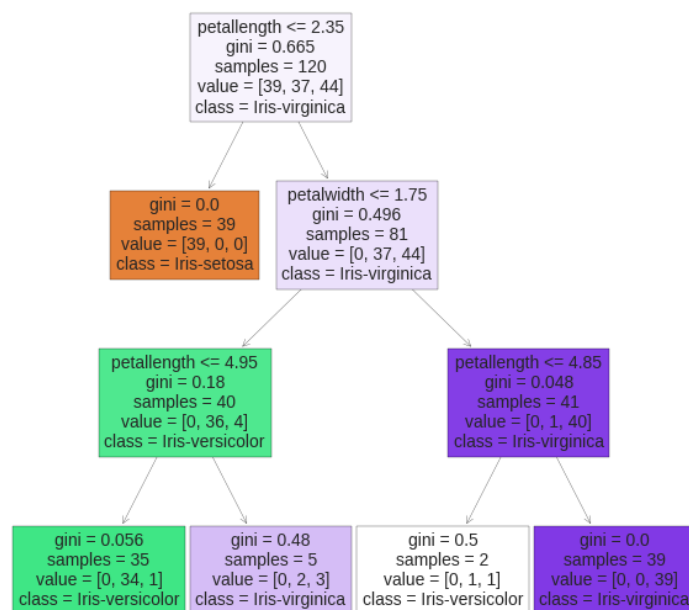 petallength <= 2.35
gini = 0.665
samples = 120
value = [39, 37, 44]
class = Iris-virginica
gini = 0.0
samples = 39
value = [39, 0, 0]
class = Iris-setosa
petalwidth <= 1.75
gini = 0.496
samples = 81
value = [0, 37, 44]
class = Iris-virginica
petallength <= 4.95
gini = 0.18
samples = 40
value = [0, 36, 4]
class = Iris-versicolor
petallength <= 4.85
gini = 0.048
samples = 41
value = [0, 1, 40]
class = Iris-virginica
gini = 0.056
samples = 35
value = [0, 34, 1]
class = Iris-versicolor
gini = 0.48
samples = 5
value = [0, 2, 3]
class = Iris-virginica
gini = 0.5
samples = 2
value = [0, 1, 1]
class = Iris-versicolor
gini = 0.0
samples = 39
value = [0, 0, 39]
class = Iris-virginica